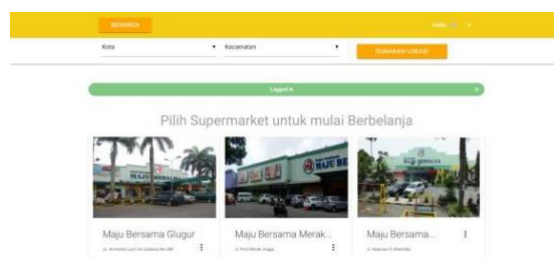 BERANDA
Hello
Kota
Kecamatan
GUNAKAN LOKASI
Logged in
x
Pilih Supermarket untuk mulai Berbelanja
MAJU BERSAMA
Maju Bersama Glugur
Maju Bersama Merak...
Maju Bersama...